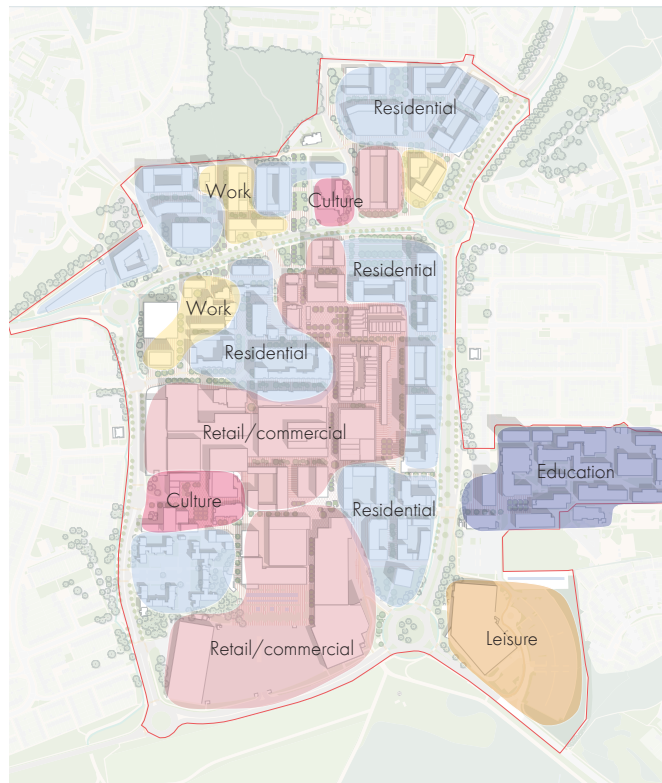 Residential
Work
Culture
Residential
Work
Residential
Retail/commercial
Education
Culture
Residential
Leisure
Retail/commercial